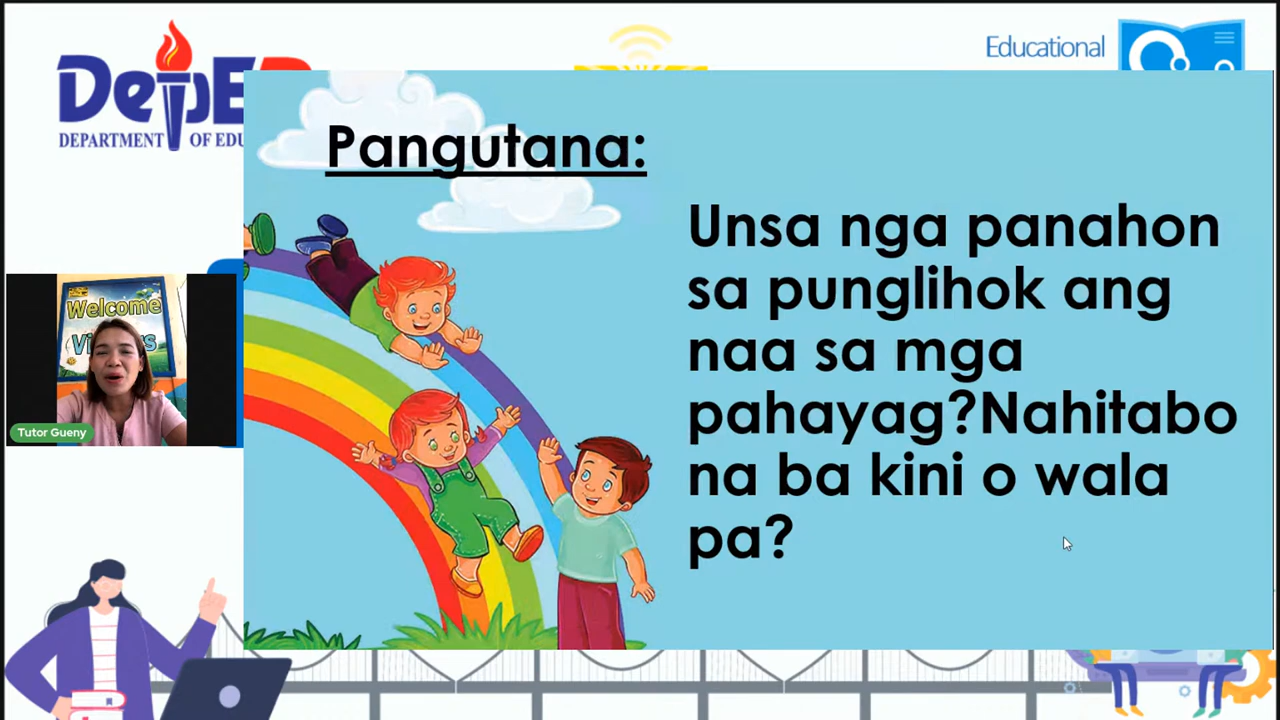 DepE
DEPARTMENT OF EDU
Educational
Pangutana:
Unsa nga panahon
sa punglihok ang
naa sa mga
pahayag?Nahitabo
na ba kini o wala
pa?
Welcome
Tutor Gueny